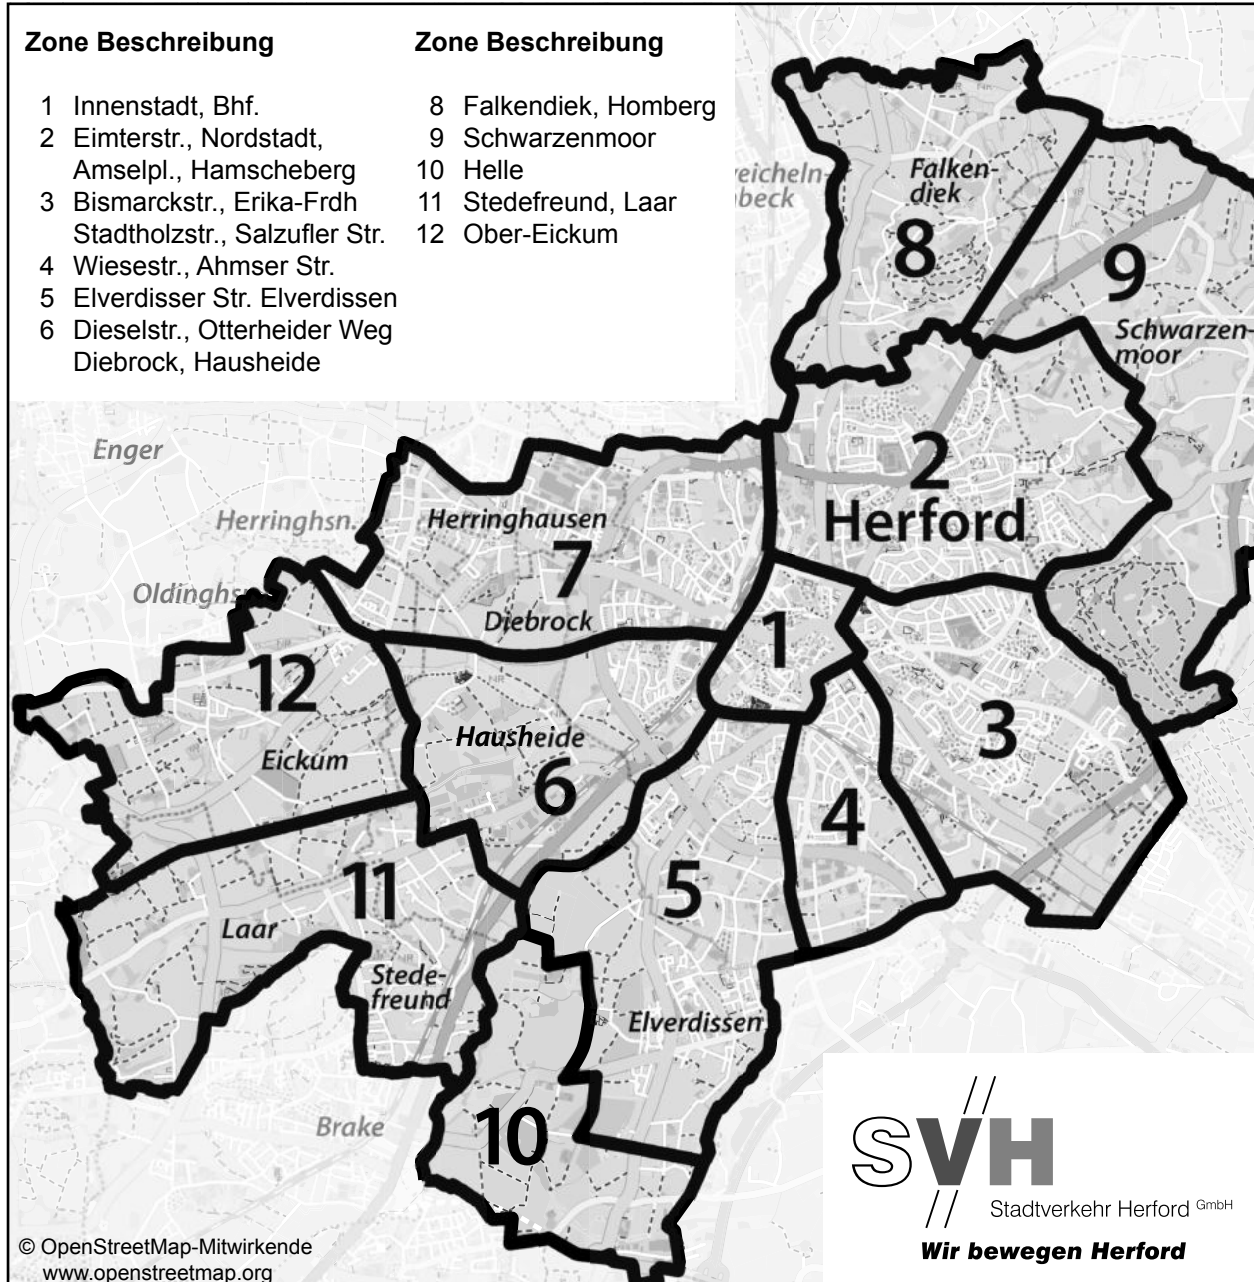 Zone Beschreibung
1 Innenstadt, Bhf.
2 Eimterstr., Nordstadt,
Amselpl., Hamscheberg
3 Bismarckstr., Erika-Frdh
Stadtholzstr., Salzufler Str.
4 Wiesestr., Ahmser Str.
5 Elverdisser Str. Elverdissen
6 Dieselstr., Otterheider Weg
Diebrock, Hausheide
Zone Beschreibung
8 Falkendiek, Homberg
9 Schwarzenmoor
10 Helle
11 Stedefreund, Laar
12 Ober-Eickum
eicheln-
beck
Falken-
diek
8
9
Schwarzen-
moor
2
Herford
Enger
Herringhsn.
Oldinghs
Herringhausen
7
Diebrock
1
12
Eickum
Hausheide
6
3
4
5
11
Laar
Stede-
freund
Elverdissen
10
Brake
SVH
Stadtverkehr Herford GmbH
Wir bewegen Herford
© OpenStreetMap-Mitwirkende
www.openstreetmap.org